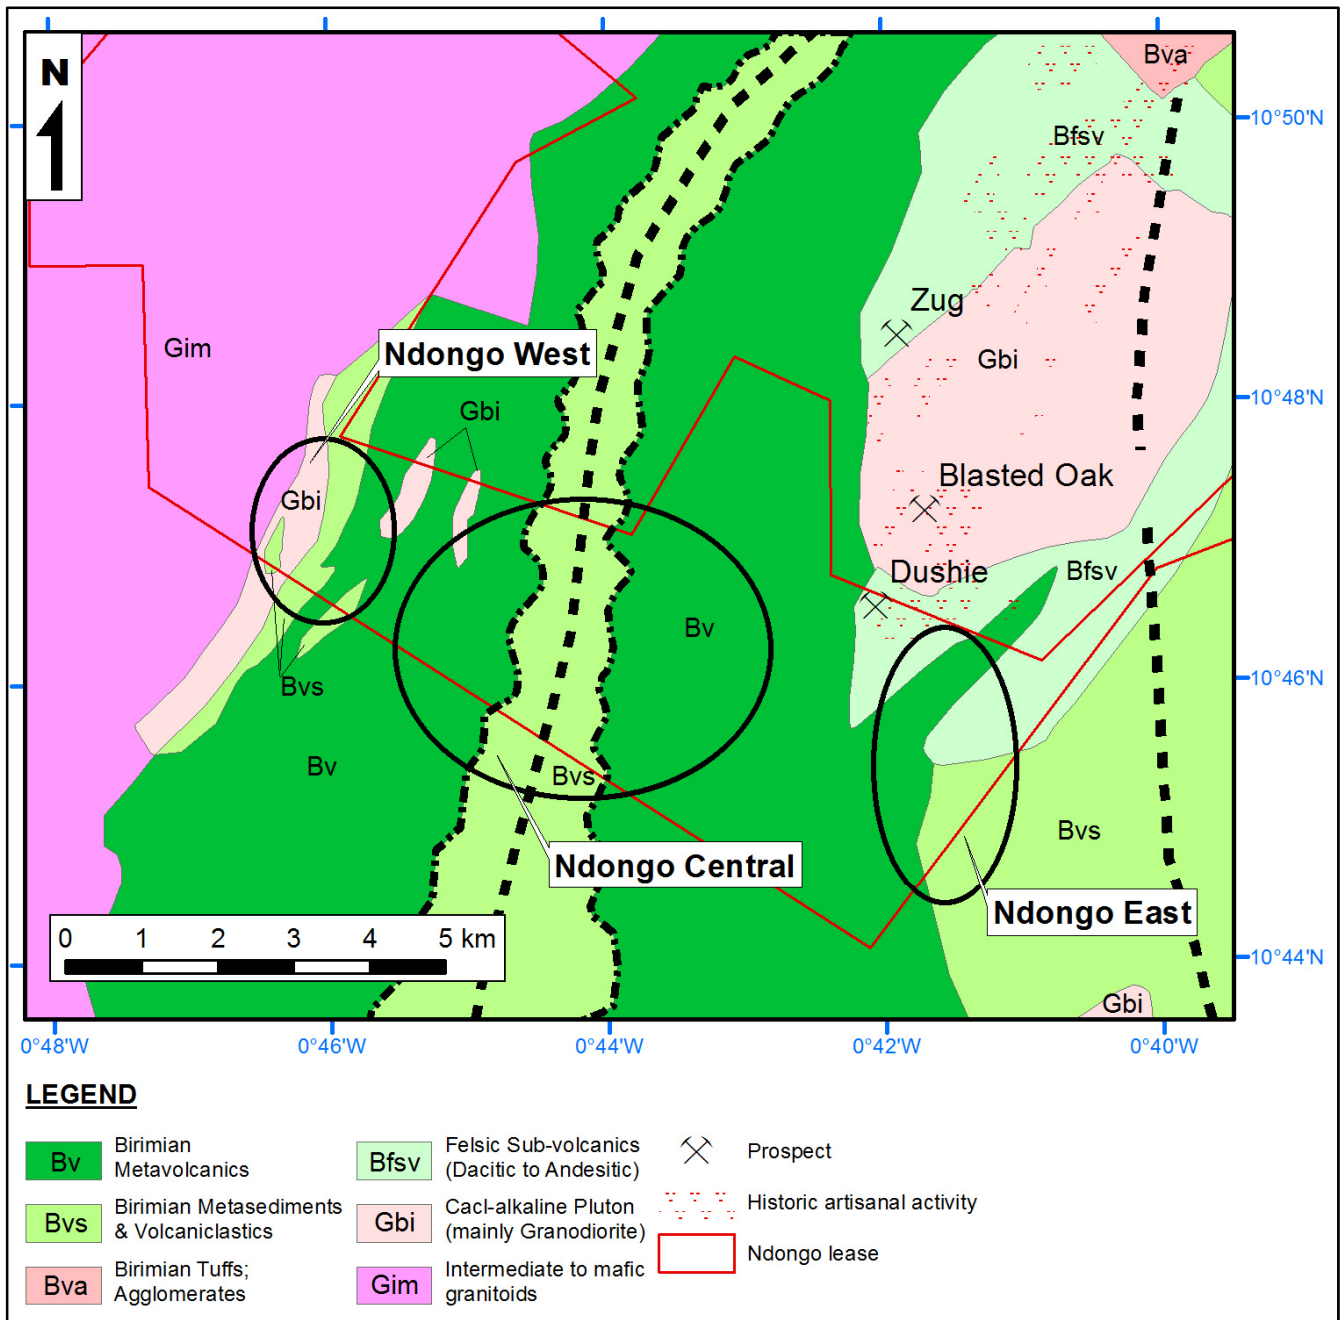 N
Bva
10°50'N
Bfsv
Zug
Gim
Ndongo West
Gbi
10°48'N
Gbi
Blasted Oak
Gbi
Dushie
Bfsv
Bv
10°46'N
Bvs
Bv
Bvs
Bvs
Ndongo Central
Ndongo East
0 1 2 3 4 5 km
10°44'N
Gbi
0°48'W 0°46'W 0°44'W 0°42'W 0°40'W
LEGEND
Bv
Birimian
Metavolcanics
Bvs
Birimian Metasediments
& Volcaniclastics
Bva
Birimian Tuffs;
Agglomerates
Bfsv
Felsic Sub-volcanics
(Dacitic to Andesitic)
Gbi
Cacl-alkaline Pluton
(mainly Granodiorite)
Gim
Intermediate to mafic
granitoids
Prospect
Historic artisanal activity
Ndongo lease